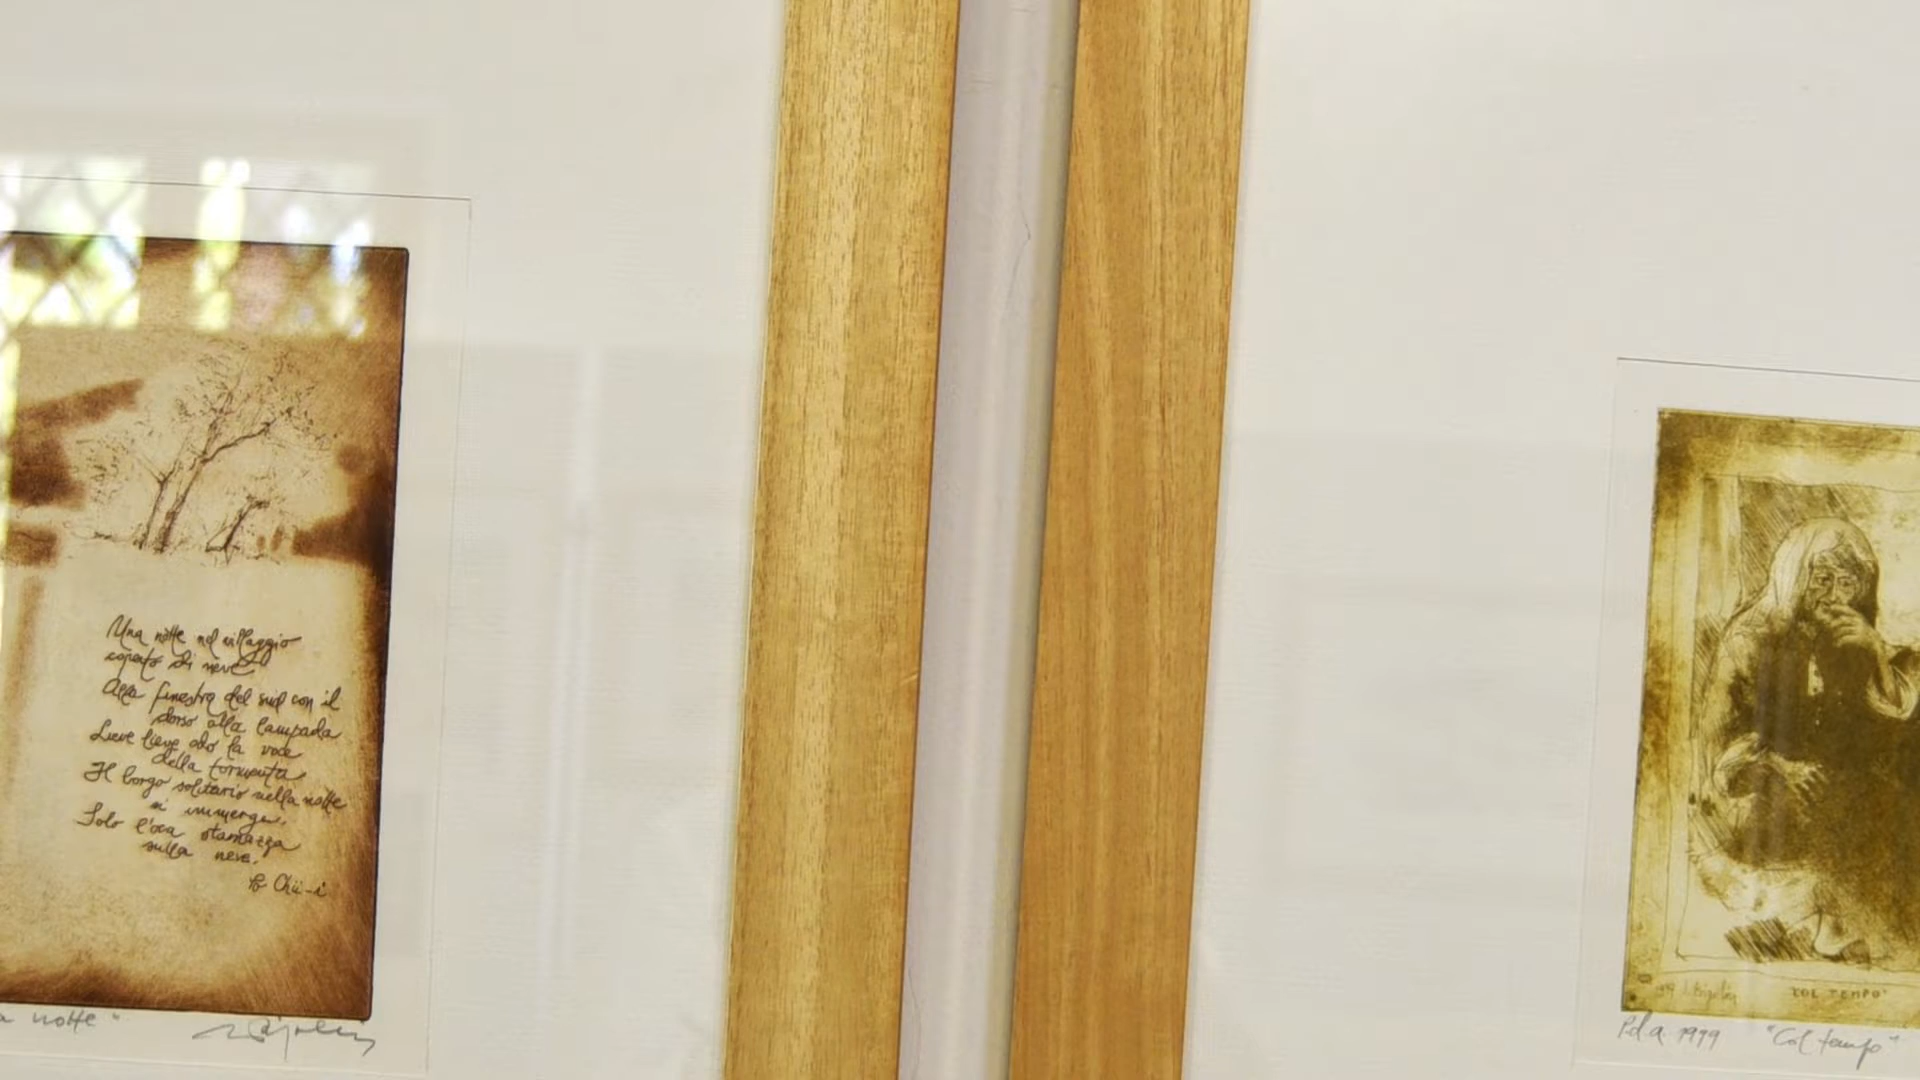 Una notte nel villaggio
coperto di neve
Alla finestra del sud con il
dorso alla lampada
Lieve lieve odo la voce
della tormenta,
Il borgo solitario nella notte
si immerge,
Solo l'oca starnazza
sulla neve.
Po Chü-i
a notte"
COL TEMPO
P.d.a. 1999 "Col tempo"